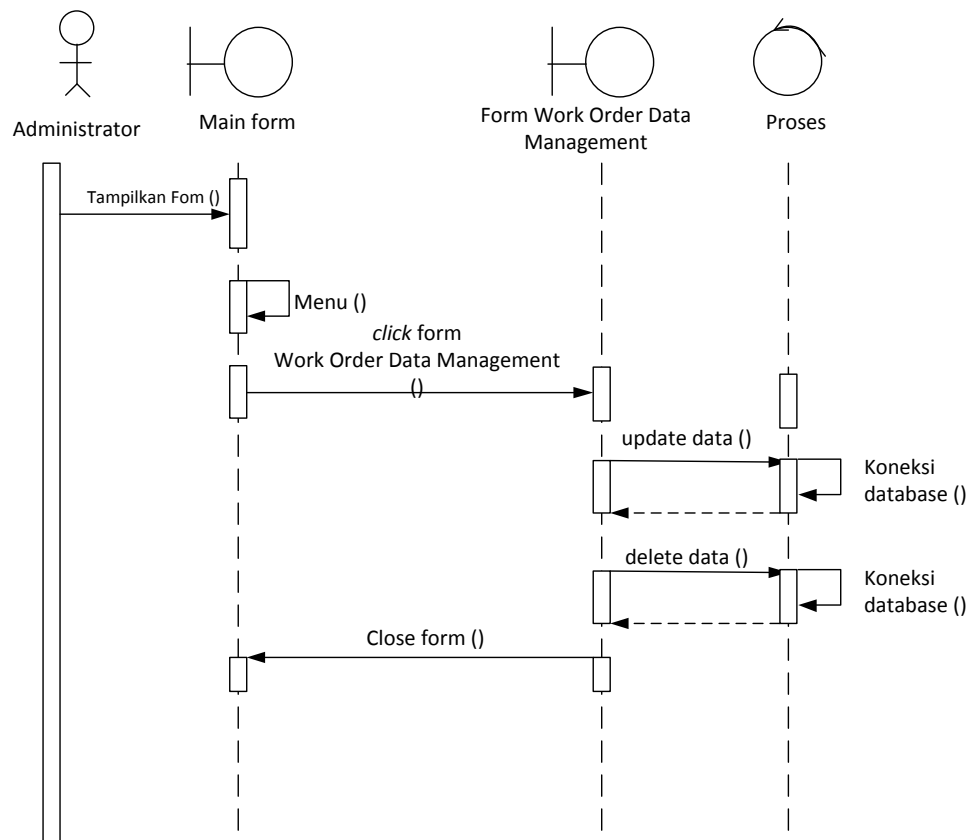 Administrator
Main form
Form Work Order Data
Management
Proses
Tampilkan Fom ()
Menu ()
click form
Work Order Data Management
()
update data ()
Koneksi
database ()
delete data ()
Koneksi
database ()
Close form ()